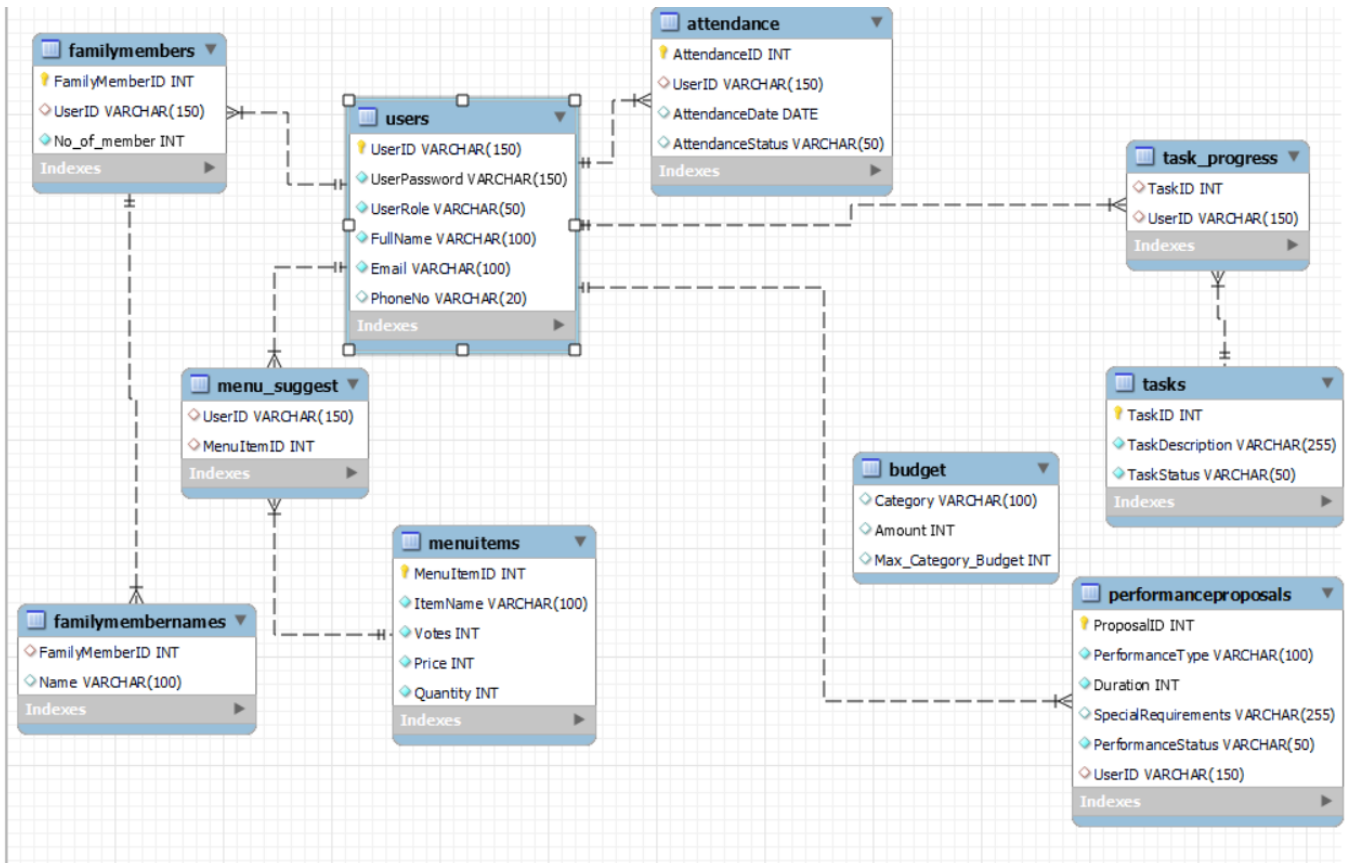 familymembers
FamilyMemberID INT
UserID VARCHAR(150)
No_of_member INT
Indexes
users
UserID VARCHAR(150)
UserPassword VARCHAR(150)
UserRole VARCHAR(50)
FullName VARCHAR(100)
Email VARCHAR(100)
PhoneNo VARCHAR(20)
Indexes
attendance
AttendanceID INT
UserID VARCHAR(150)
AttendanceDate DATE
AttendanceStatus VARCHAR(50)
Indexes
task_progress
TaskID INT
UserID VARCHAR(150)
Indexes
menu_suggest
UserID VARCHAR(150)
MenuItemID INT
Indexes
tasks
TaskID INT
TaskDescription VARCHAR(255)
TaskStatus VARCHAR(50)
Indexes
budget
Category VARCHAR(100)
Amount INT
Max_Category_Budget INT
menuitems
MenuItemID INT
ItemName VARCHAR(100)
Votes INT
Price INT
Quantity INT
Indexes
familymembernames
FamilyMemberID INT
Name VARCHAR(100)
Indexes
performanceproposals
ProposalID INT
PerformanceType VARCHAR(100)
Duration INT
SpecialRequirements VARCHAR(255)
PerformanceStatus VARCHAR(50)
UserID VARCHAR(150)
Indexes